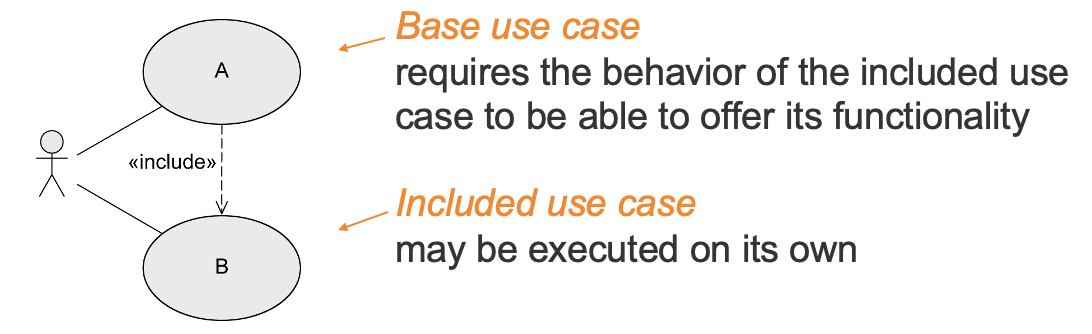 Base use case
A
requires the behavior of the included use
case to be able to offer its functionality
«include»
Included use case
may be executed on its own
B